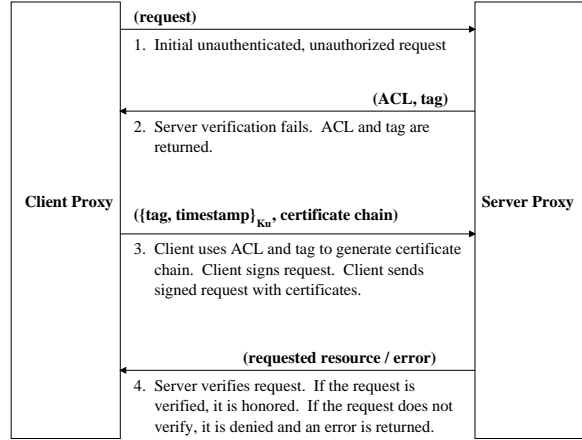 (request)
1. Initial unauthenticated, unauthorized request
(ACL, tag)
2. Server verification fails. ACL and tag are
returned.
Client Proxy
Server Proxy
({tag, timestamp}Ku, certificate chain)
3. Client uses ACL and tag to generate certificate
chain. Client signs request. Client sends
signed request with certificates.
(requested resource / error)
4. Server verifies request. If the request is
verified, it is honored. If the request does not
verify, it is denied and an error is returned.